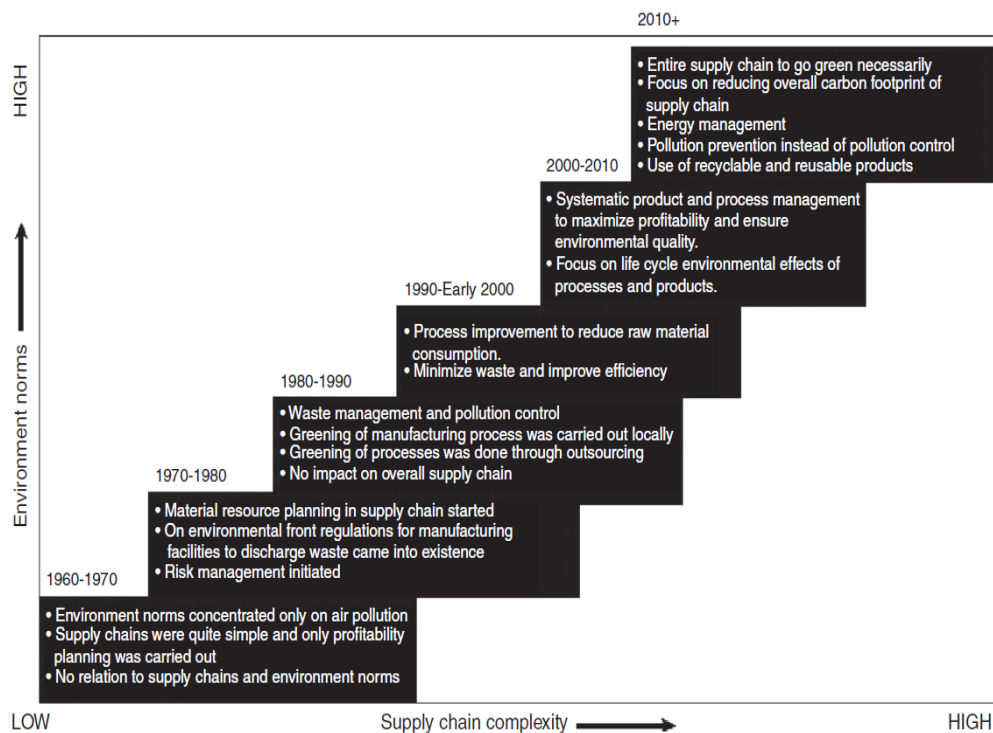 2010+
HIGH
• Entire supply chain to go green necessarily
• Focus on reducing overall carbon footprint of
supply chain
• Energy management
• Pollution prevention instead of pollution control
• Use of recyclable and reusable products
2000-2010
• Systematic product and process management
to maximize profitability and ensure
environmental quality.
• Focus on life cycle environmental effects of
processes and products.
1990-Early 2000
• Process improvement to reduce raw material
consumption.
• Minimize waste and improve efficiency
1980-1990
• Waste management and pollution control
• Greening of manufacturing process was carried out locally
• Greening of processes was done through outsourcing
• No impact on overall supply chain
Environment norms
1970-1980
• Material resource planning in supply chain started
• On environmental front regulations for manufacturing
facilities to discharge waste came into existence
• Risk management initiated
1960-1970
• Environment norms concentrated only on air pollution
• Supply chains were quite simple and only profitability
planning was carried out
• No relation to supply chains and environment norms
LOW
Supply chain complexity
HIGH